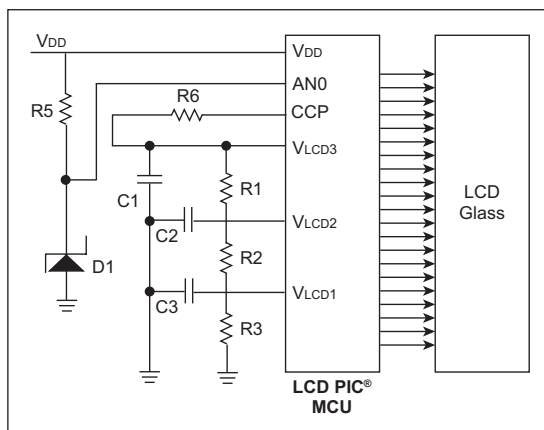 VDD
R5
D1
R6
C1
C2
C3
R1
R2
R3
VDD
AN0
CCP
VLCD3
VLCD2
VLCD1
LCD PIC®
MCU
LCD
Glass